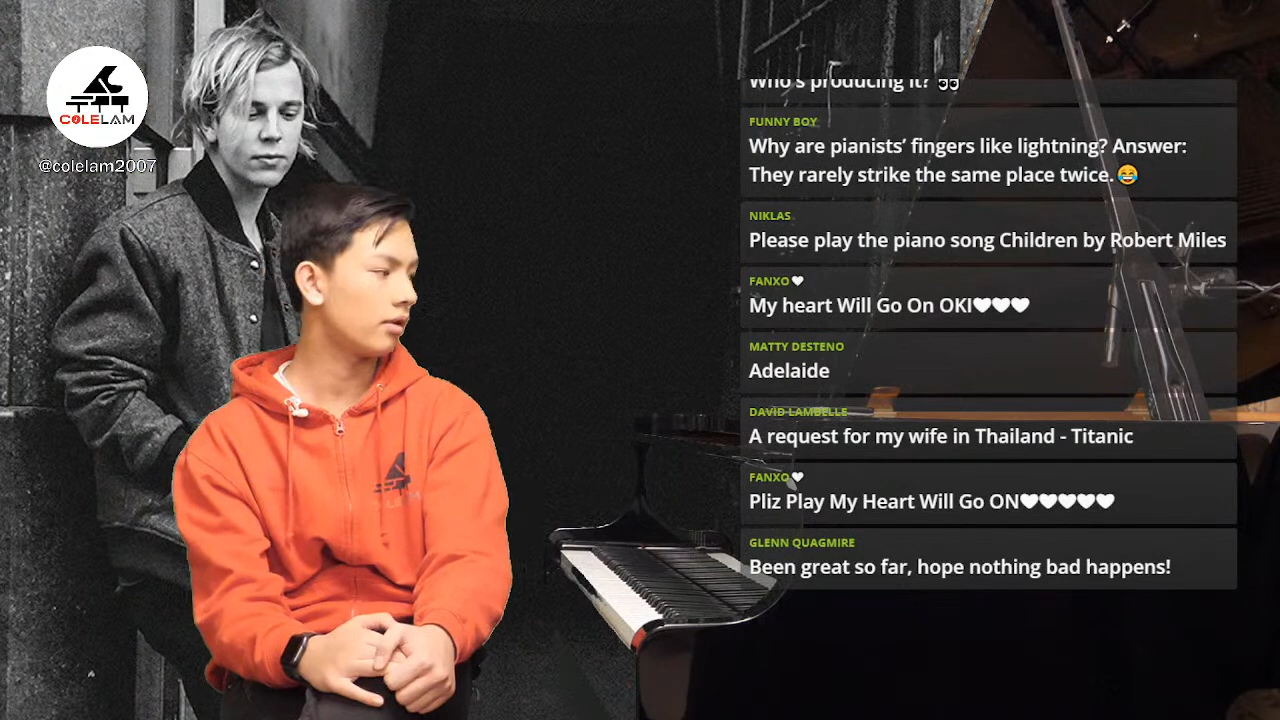 COLELAM
@colelam2007
Who's producing it? 👀
FUNNY BOY
Why are pianists’ fingers like lightning? Answer:
They rarely strike the same place twice. 😂
NIKLAS
Please play the piano song Children by Robert Miles
FANXO🤍
My heart Will Go On OKI🤍🤍🤍
MATTY DESTENO
Adelaide
DAVID LAMBELLE
A request for my wife in Thailand - Titanic
FANXO🤍
Pliz Play My Heart Will Go ON🤍🤍🤍🤍🤍
GLENN QUAGMIRE
Been great so far, hope nothing bad happens!